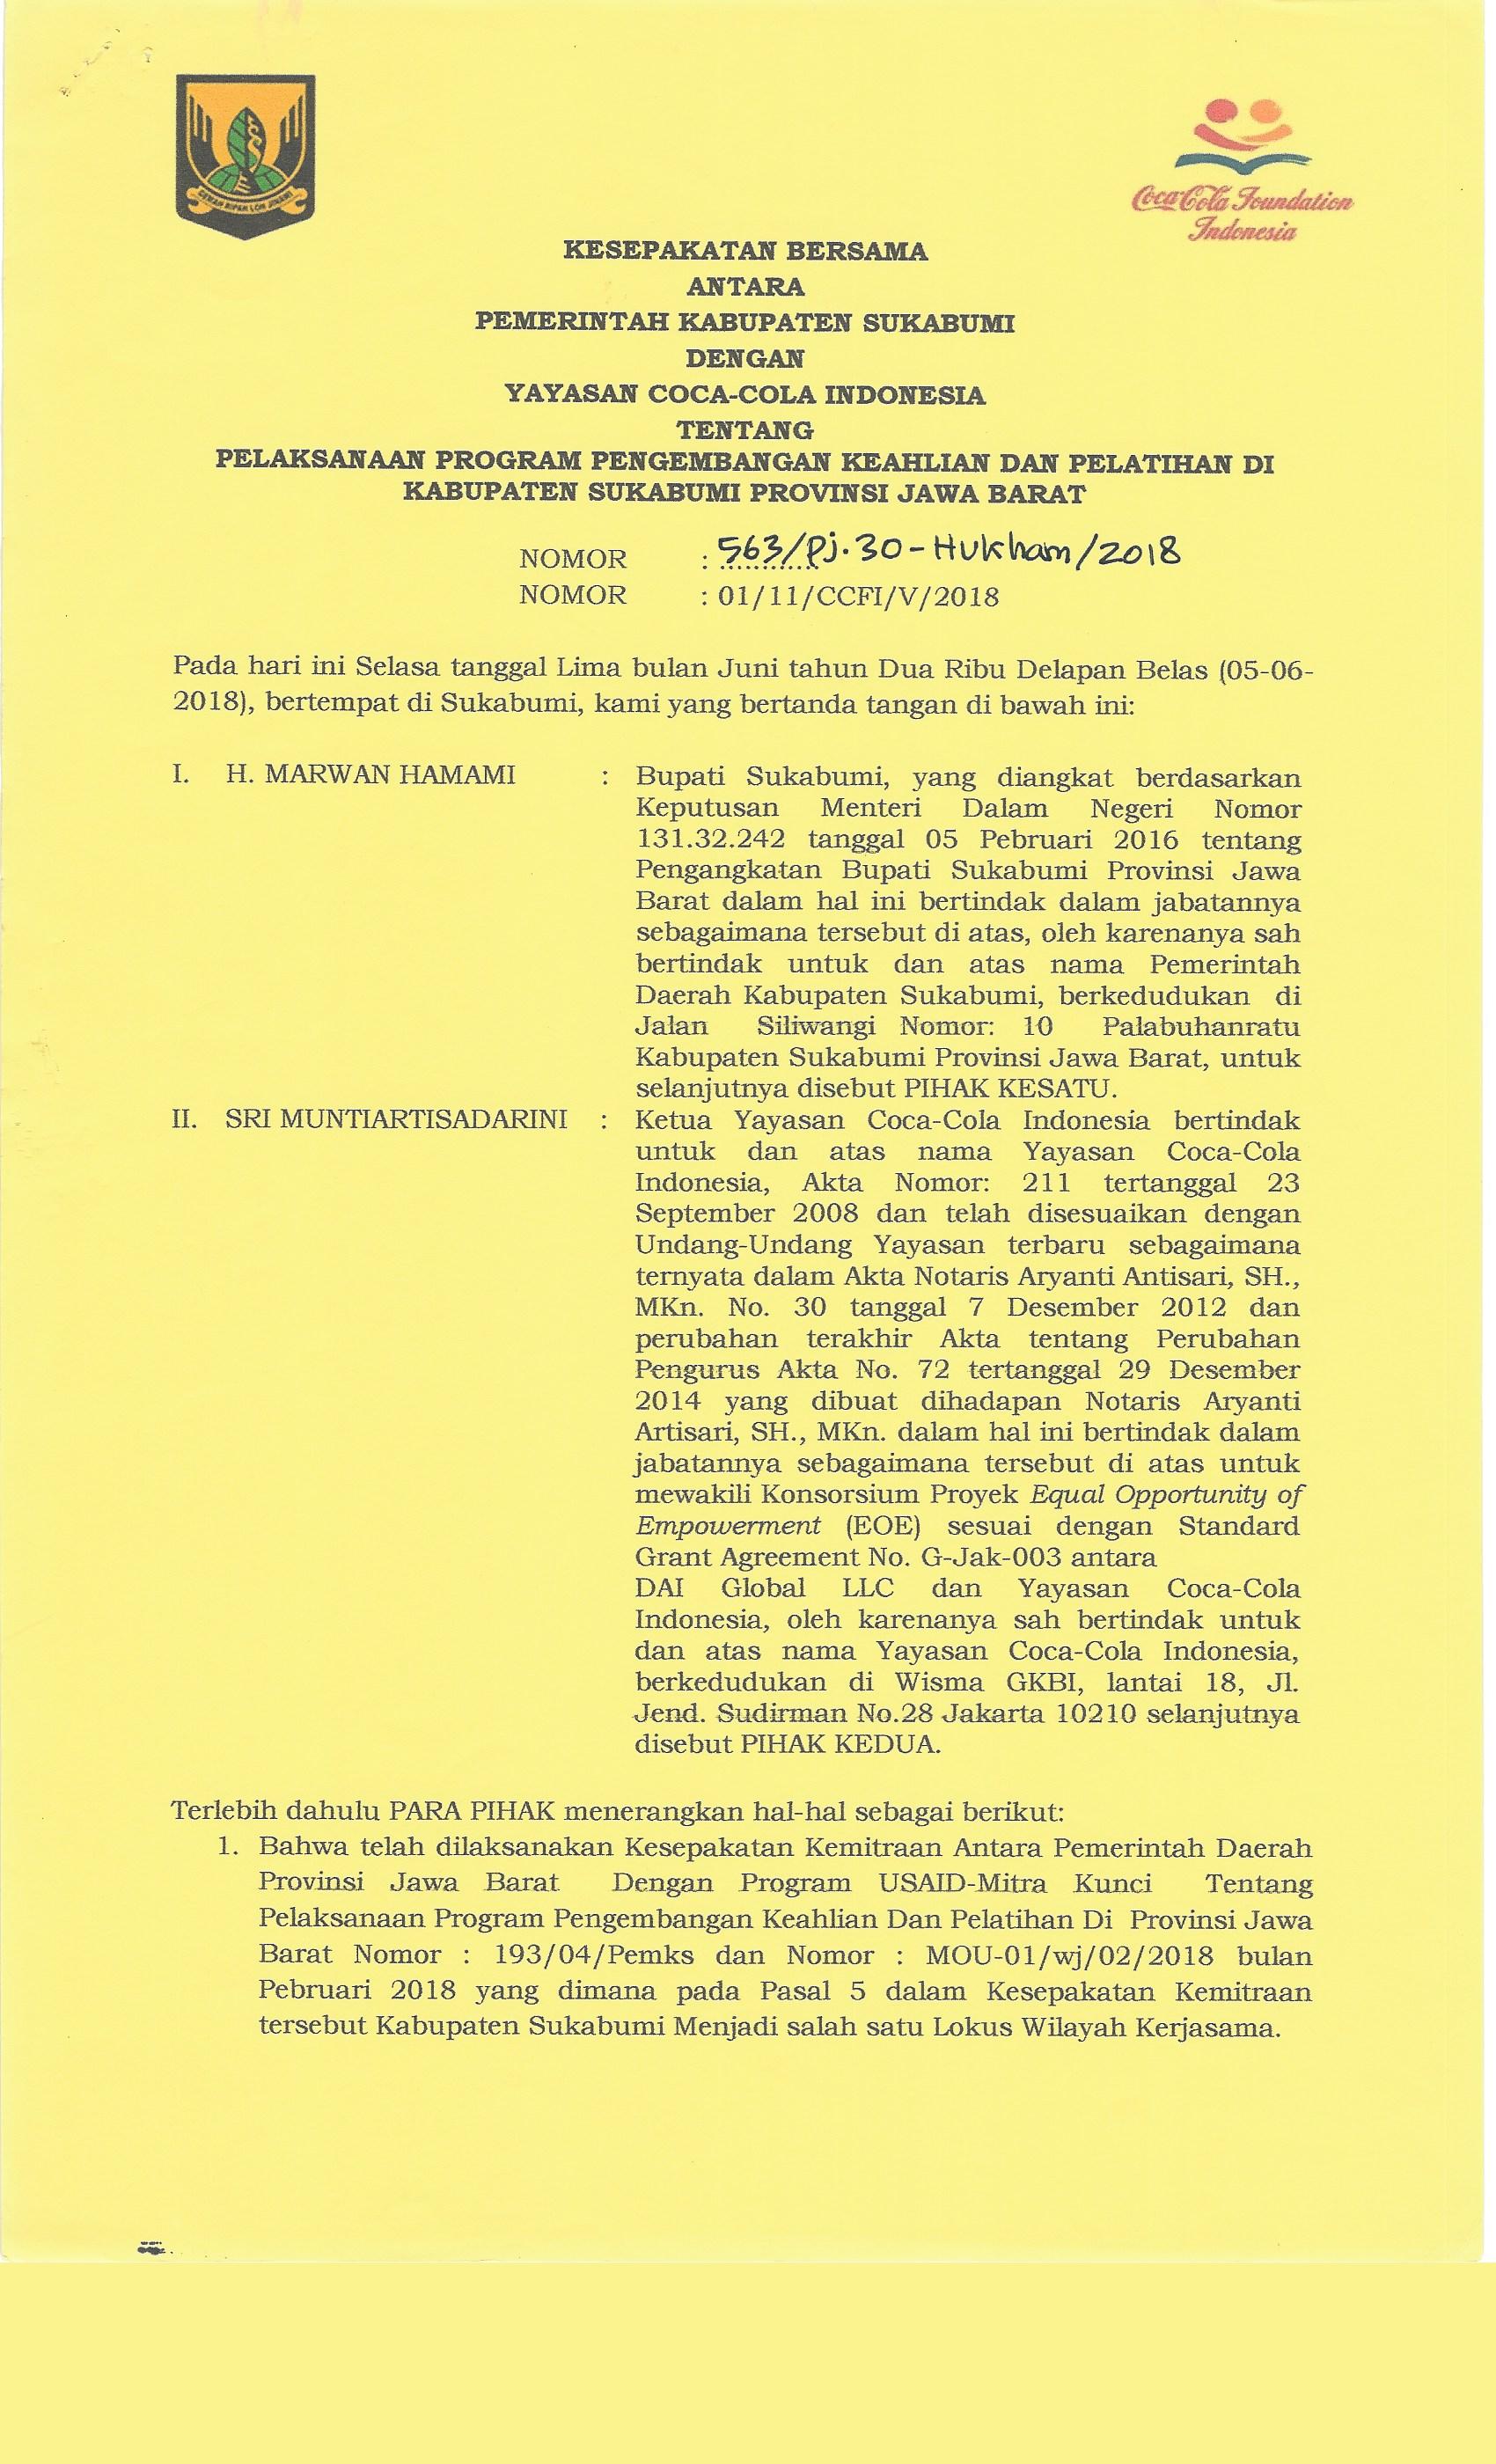 GEMAH RIPAH LOH JINAWI
Coca-Cola Foundation
Indonesia
KESEPAKATAN BERSAMA
ANTARA
PEMERINTAH KABUPATEN SUKABUMI
DENGAN
YAYASAN COCA-COLA INDONESIA
TENTANG
PELAKSANAAN PROGRAM PENGEMBANGAN KEAHLIAN DAN PELATIHAN DI
KABUPATEN SUKABUMI PROVINSI JAWA BARAT
NOMOR : 563/Pj.30-Hukham/2018
NOMOR : 01/11/CCFI/V/2018
Pada hari ini Selasa tanggal Lima bulan Juni tahun Dua Ribu Delapan Belas (05-06-
2018), bertempat di Sukabumi, kami yang bertanda tangan di bawah ini:
I. H. MARWAN HAMAMI : Bupati Sukabumi, yang diangkat berdasarkan
Keputusan Menteri Dalam Negeri Nomor
131.32.242 tanggal 05 Pebruari 2016 tentang
Pengangkatan Bupati Sukabumi Provinsi Jawa
Barat dalam hal ini bertindak dalam jabatannya
sebagaimana tersebut di atas, oleh karenanya sah
bertindak untuk dan atas nama Pemerintah
Daerah Kabupaten Sukabumi, berkedudukan di
Jalan Siliwangi Nomor: 10 Palabuhanratu
Kabupaten Sukabumi Provinsi Jawa Barat, untuk
selanjutnya disebut PIHAK KESATU.
II. SRI MUNTIARTISADARINI : Ketua Yayasan Coca-Cola Indonesia bertindak
untuk dan atas nama Yayasan Coca-Cola
Indonesia, Akta Nomor: 211 tertanggal 23
September 2008 dan telah disesuaikan dengan
Undang-Undang Yayasan terbaru sebagaimana
ternyata dalam Akta Notaris Aryanti Antisari, SH.,
MKn. No. 30 tanggal 7 Desember 2012 dan
perubahan terakhir Akta tentang Perubahan
Pengurus Akta No. 72 tertanggal 29 Desember
2014 yang dibuat dihadapan Notaris Aryanti
Artisari, SH., MKn. dalam hal ini bertindak dalam
jabatannya sebagaimana tersebut di atas untuk
mewakili Konsorsium Proyek Equal Opportunity of
Empowerment (EOE) sesuai dengan Standard
Grant Agreement No. G-Jak-003 antara
DAI Global LLC dan Yayasan Coca-Cola
Indonesia, oleh karenanya sah bertindak untuk
dan atas nama Yayasan Coca-Cola Indonesia,
berkedudukan di Wisma GKBI, lantai 18, Jl.
Jend. Sudirman No.28 Jakarta 10210 selanjutnya
disebut PIHAK KEDUA.
Terlebih dahulu PARA PIHAK menerangkan hal-hal sebagai berikut:
1. Bahwa telah dilaksanakan Kesepakatan Kemitraan Antara Pemerintah Daerah
Provinsi Jawa Barat Dengan Program USAID-Mitra Kunci Tentang
Pelaksanaan Program Pengembangan Keahlian Dan Pelatihan Di Provinsi Jawa
Barat Nomor : 193/04/Pemks dan Nomor : MOU-01/wj/02/2018 bulan
Pebruari 2018 yang dimana pada Pasal 5 dalam Kesepakatan Kemitraan
tersebut Kabupaten Sukabumi Menjadi salah satu Lokus Wilayah Kerjasama.